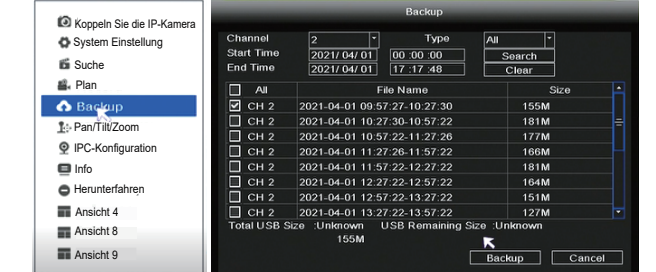 Koppeln Sie die IP-Kamera
System Einstellung
Suche
Plan
Backup
Pan/Tilt/Zoom
IPC-Konfiguration
Info
Herunterfahren
Ansicht 4
Ansicht 8
Ansicht 9
Backup
Channel 2 Type All
Start Time 2021/04/01 00:00:00 Search
End Time 2021/04/01 17:17:48 Clear
All File Name Size
CH 2 2021-04-01 09:57:27-10:27:30 155M
CH 2 2021-04-01 10:27:30-10:57:22 181M
CH 2 2021-04-01 10:57:22-11:27:26 177M
CH 2 2021-04-01 11:27:26-11:57:22 166M
CH 2 2021-04-01 11:57:22-12:27:22 181M
CH 2 2021-04-01 12:27:22-12:57:22 164M
CH 2 2021-04-01 12:57:22-13:27:22 151M
CH 2 2021-04-01 13:27:22-13:57:22 127M
Total USB Size :Unknown USB Remaining Size :Unknown
155M
Backup Cancel